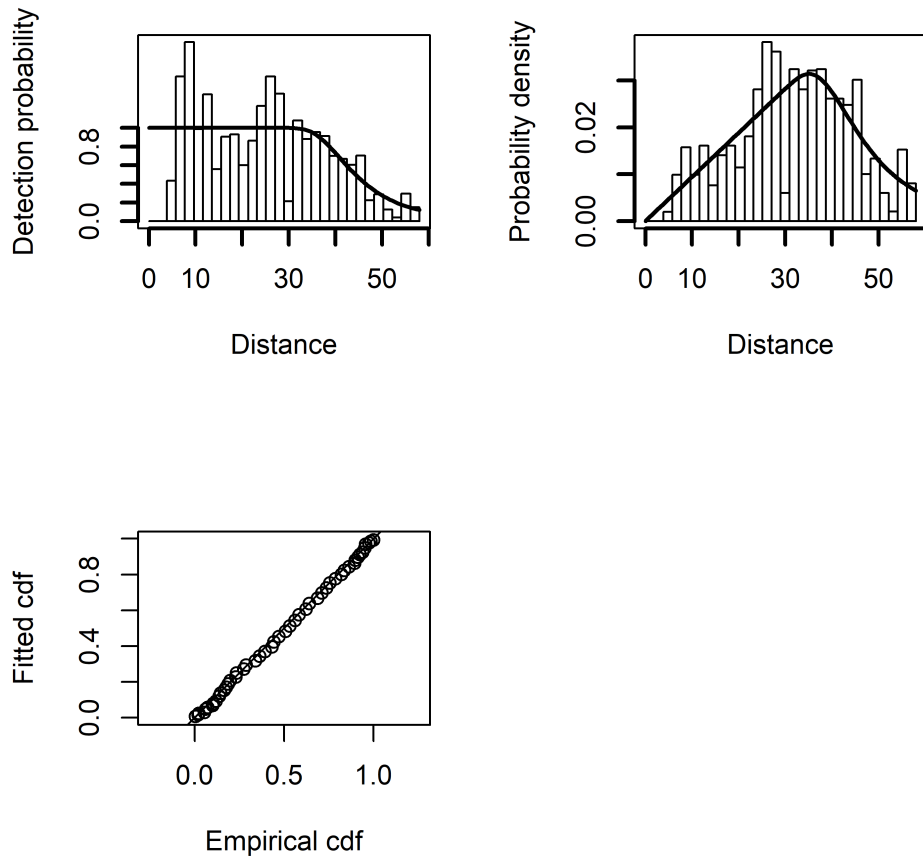 Detection probability
0.8
0.0
0 10 30 50
Distance
Probability density
0.02
0.00
0 10 30 50
Distance
Fitted cdf
0.8
0.4
0.0
0.0 0.5 1.0
Empirical cdf